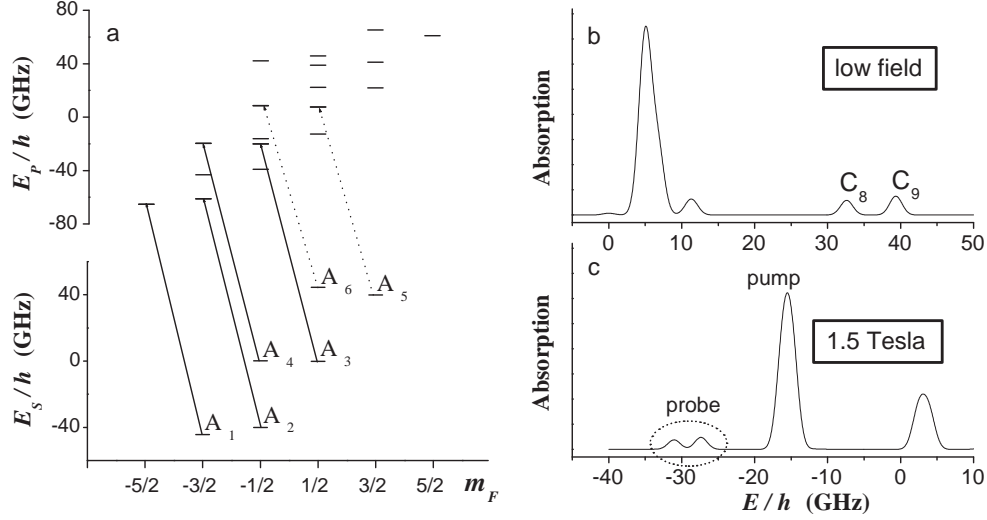 a
80
40
0
-40
-80
E_P/h (GHz)
40
0
-40
E_S/h (GHz)
A_6
A_5
A_4
A_3
A_1
A_2
-5/2 -3/2 -1/2 1/2 3/2 5/2 m_F
b
low field
Absorption
C_8
C_9
0 10 20 30 40 50
c
pump
1.5 Tesla
probe
Absorption
-40 -30 -20 -10 0 10
E/h (GHz)